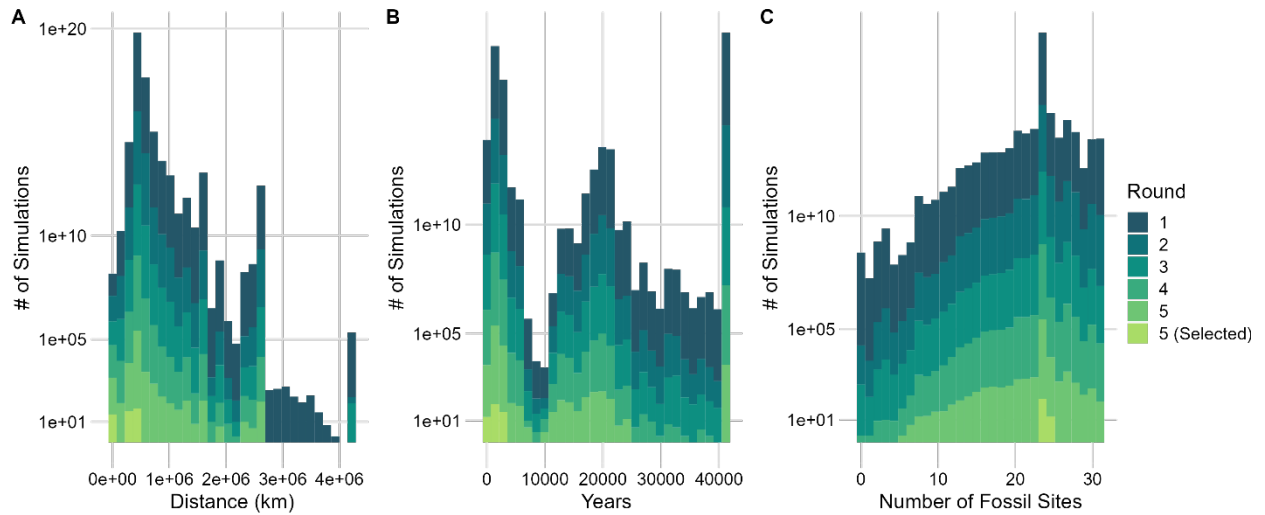 A
# of Simulations
1e+20
1e+10
1e+05
1e+01
0e+00 1e+06 2e+06 3e+06 4e+06
Distance (km)
B
# of Simulations
1e+10
1e+05
1e+01
0 10000 20000 30000 40000
Years
C
# of Simulations
1e+10
1e+05
1e+01
0 10 20 30
Number of Fossil Sites
Round
1
2
3
4
5
5 (Selected)